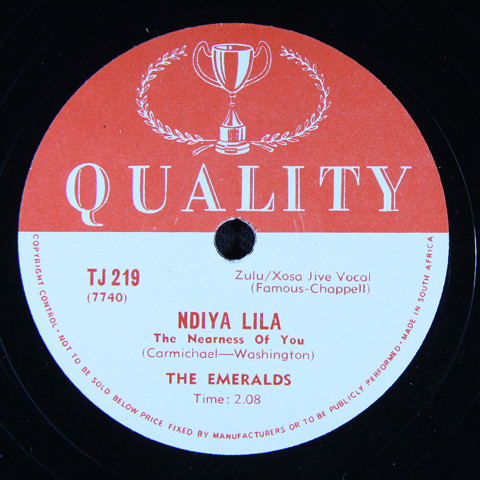 QUALITY
TJ 219
(7740)
Zulu/Xosa Jive Vocal
(Famous-Chappell)
NDIYA LILA
The Nearness Of You
(Carmichael—Washington)
THE EMERALDS
Time: 2.08
COPYRIGHT CONTROL • NOT TO BE SOLD BELOW PRICE FIXED BY MANUFACTURERS OR TO BE PUBLICLY PERFORMED • MADE IN SOUTH AFRICA